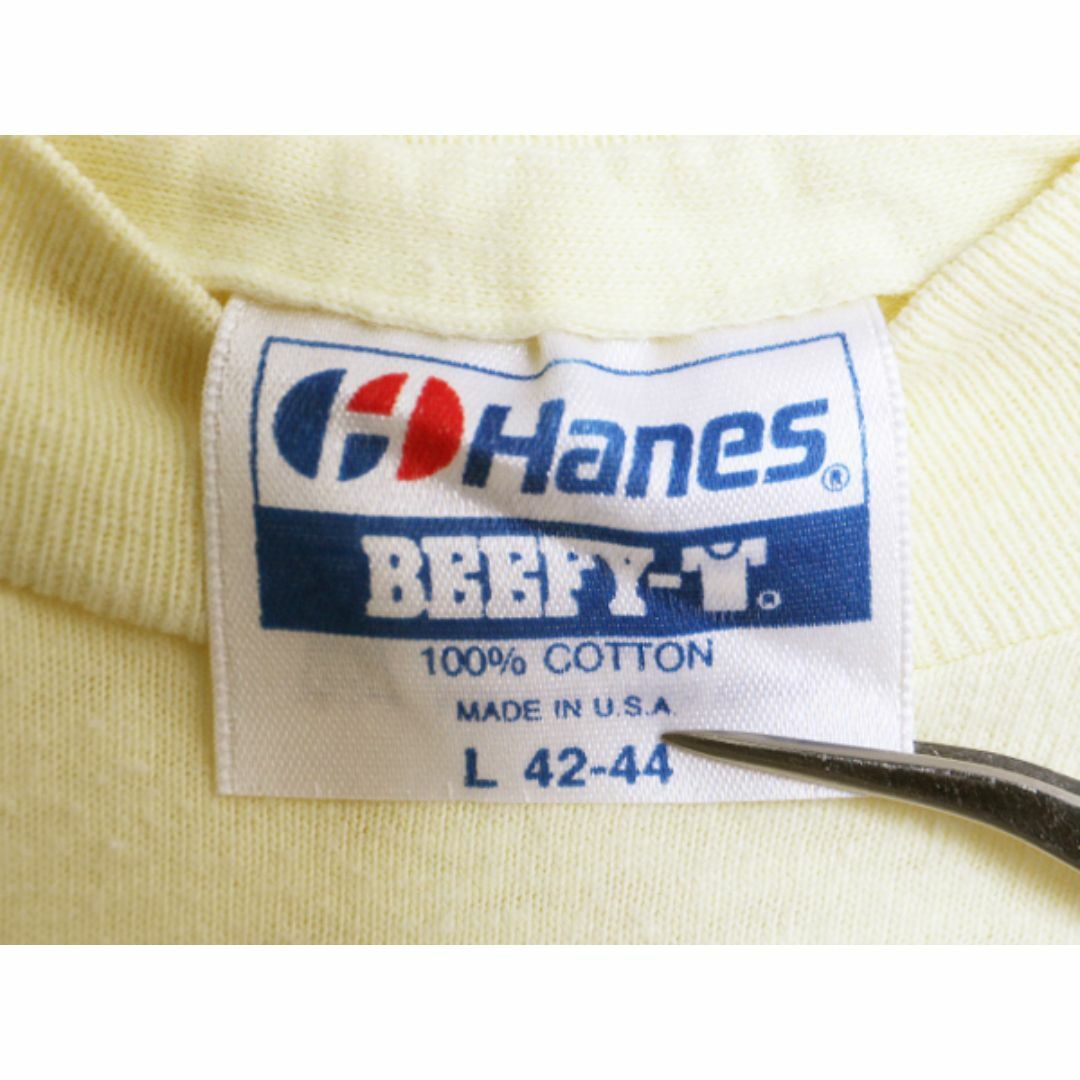 Hanes®
BEEFY-T®
100% COTTON
MADE IN U.S.A.
L 42-44